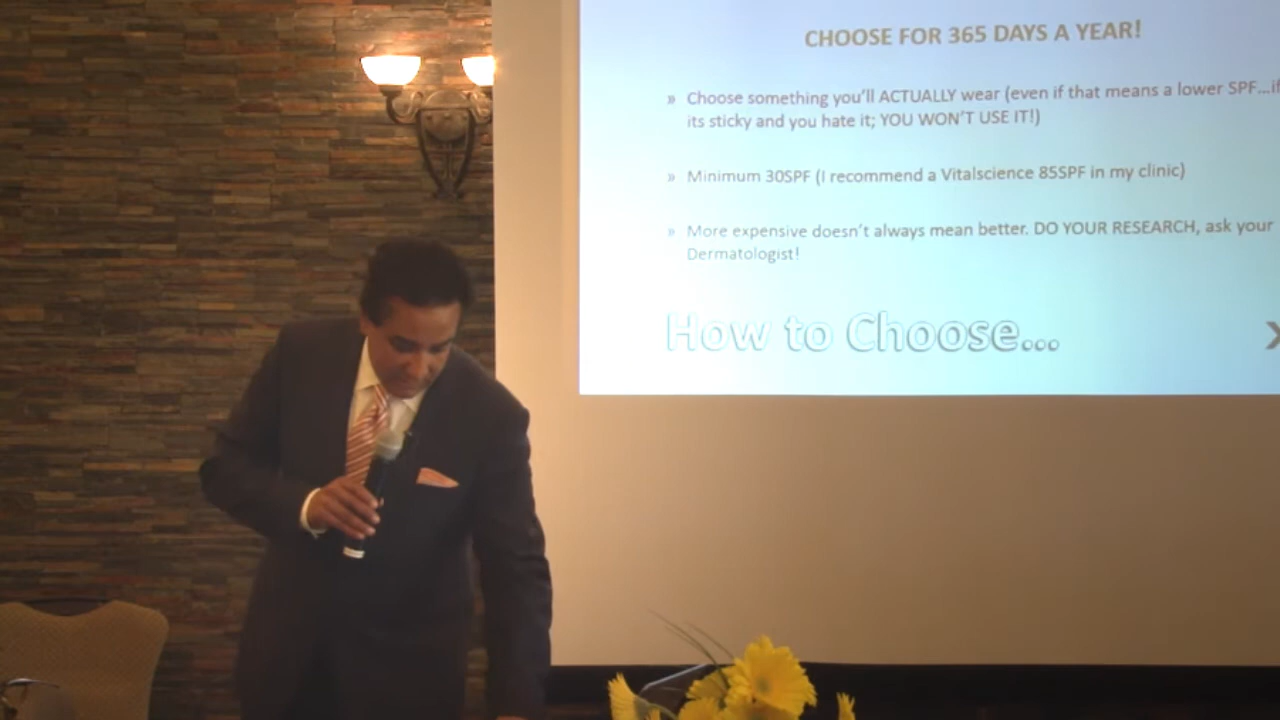 CHOOSE FOR 365 DAYS A YEAR!
» Choose something you'll ACTUALLY wear (even if that means a lower SPF...if
its sticky and you hate it; YOU WON'T USE IT!)
» Minimum 30SPF (I recommend a Vitalscience 85SPF in my clinic)
» More expensive doesn't always mean better. DO YOUR RESEARCH, ask your
Dermatologist!
How to Choose...